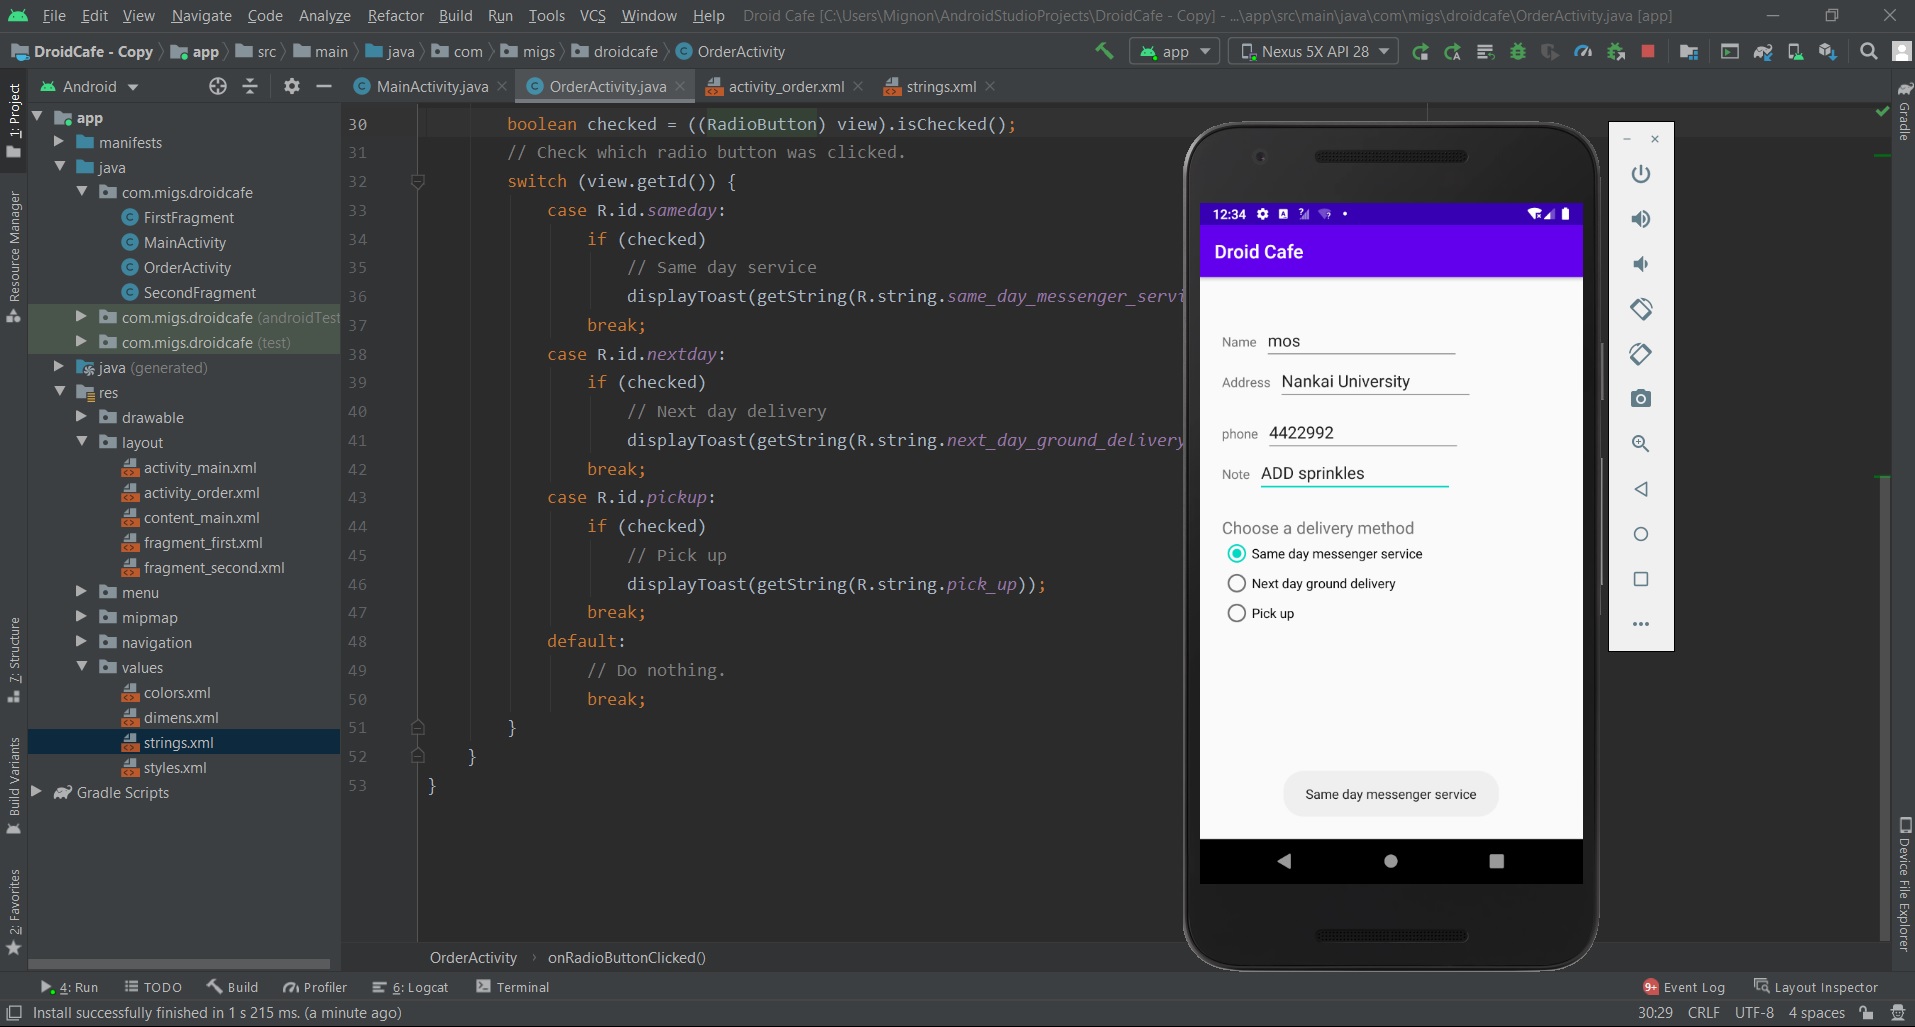 File Edit View Navigate Code Analyze Refactor Build Run Tools VCS Window Help Droid Cafe [C:\Users\Mignon\AndroidStudioProjects\DroidCafe - Copy] - ...\app\src\main\java\com\migs\droidcafe\OrderActivity.java [app]
DroidCafe - Copy app src main java com migs droidcafe OrderActivity app Nexus 5X API 28
Android MainActivity.java OrderActivity.java activity_order.xml strings.xml
1: Project
Resource Manager
7: Structure
Build Variants
2: Favorites
app
manifests
java
com.migs.droidcafe
FirstFragment
MainActivity
OrderActivity
SecondFragment
com.migs.droidcafe (androidTest
com.migs.droidcafe (test)
java (generated)
res
drawable
layout
activity_main.xml
activity_order.xml
content_main.xml
fragment_first.xml
fragment_second.xml
menu
mipmap
navigation
values
colors.xml
dimens.xml
strings.xml
styles.xml
Gradle Scripts
30 boolean checked = ((RadioButton) view).isChecked();
31 // Check which radio button was clicked.
32 switch (view.getId()) {
33 case R.id.sameday:
34 if (checked)
35 // Same day service
36 displayToast(getString(R.string.same_day_messenger_servi
37 break;
38 case R.id.nextday:
39 if (checked)
40 // Next day delivery
41 displayToast(getString(R.string.next_day_ground_delivery
42 break;
43 case R.id.pickup:
44 if (checked)
45 // Pick up
46 displayToast(getString(R.string.pick_up));
47 break;
48 default:
49 // Do nothing.
50 break;
51 }
52 }
53 }
12:34
Droid Cafe
Name mos
Address Nankai University
phone 4422992
Note ADD sprinkles
Choose a delivery method
Same day messenger service
Next day ground delivery
Pick up
Same day messenger service
Gradle
Device File Explorer
OrderActivity › onRadioButtonClicked()
4: Run TODO Build Profiler 6: Logcat Terminal 9+ Event Log Layout Inspector
Install successfully finished in 1 s 215 ms. (a minute ago) 30:29 CRLF UTF-8 4 spaces